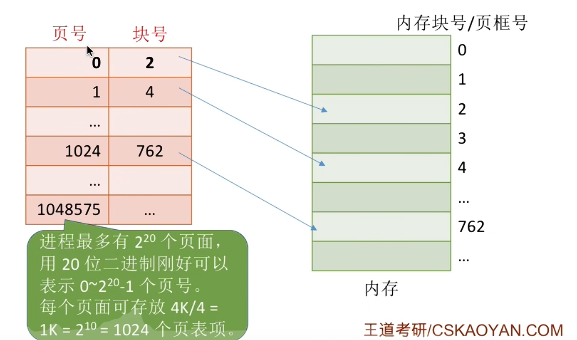 页号 块号
0 2
1 4
...
1024 762
...
1048575 ...
进程最多有 2²⁰ 个页面，
用 20 位二进制刚好可以
表示 0~2²⁰-1 个页号。
每个页面可存放 4K/4 =
1K = 2¹⁰ = 1024 个页表项。
内存块号/页框号
0
1
2
3
4
...
762
...
内存
王道考研/CSKAOYAN.COM